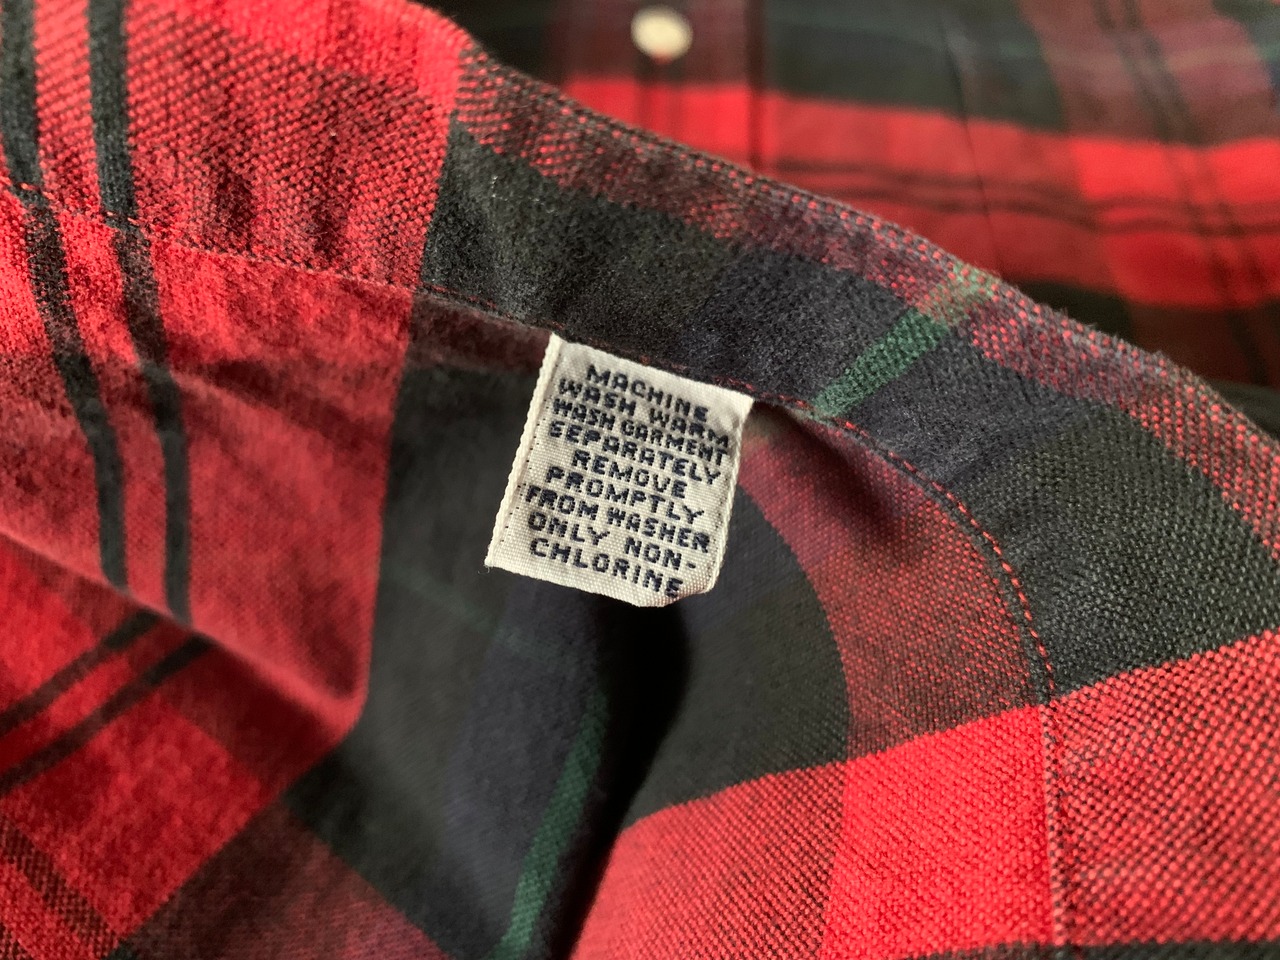 MACHINE
WASH WARM
WASH GARMENT
SEPARATELY
REMOVE
PROMPTLY
FROM WASHER
ONLY NON-
CHLORINE